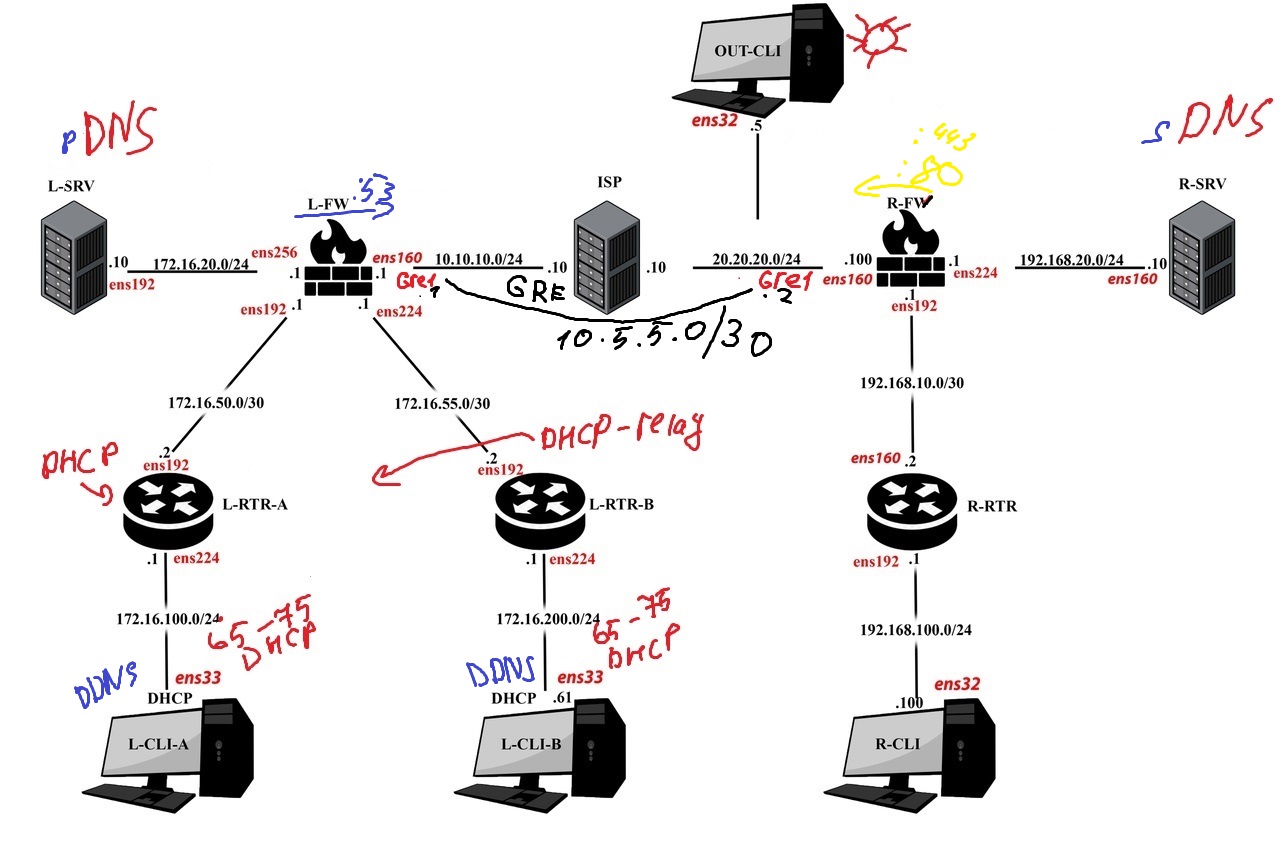 OUT-CLI
ens32
.5
pDNS
:443
:80
sDNS
L-SRV
L-FW
:53
ISP
R-FW
R-SRV
.10
ens192
172.16.20.0/24
ens256
.1
.1
ens160
10.10.10.0/24
.10
.10
20.20.20.0/24
.100
ens160
.1
ens224
192.168.20.0/24
.10
ens160
Gre1
.1
GRE
Gre1
.2
10.5.5.0/30
ens192
.1
.1
ens224
.1
ens192
172.16.50.0/30
172.16.55.0/30
192.168.10.0/30
DHCP-relay
DHCP
.2
ens192
.2
ens192
ens160
.2
L-RTR-A
L-RTR-B
R-RTR
.1
ens224
.1
ens224
ens192
.1
172.16.100.0/24
65-75
DHCP
172.16.200.0/24
65-75
DHCP
192.168.100.0/24
DDNS
ens33
DHCP
DDNS
ens33
DHCP
.61
ens32
.100
L-CLI-A
L-CLI-B
R-CLI